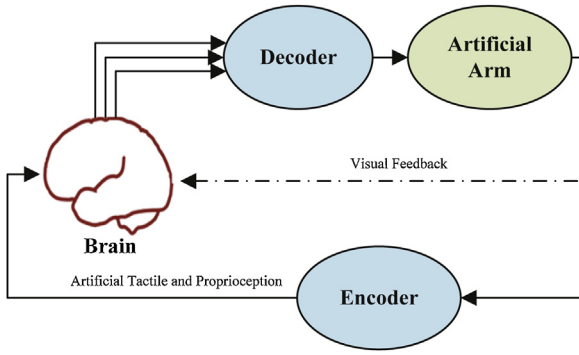 Decoder
Artificial
Arm
Visual Feedback
Brain
Artificial Tactile and Proprioception
Encoder